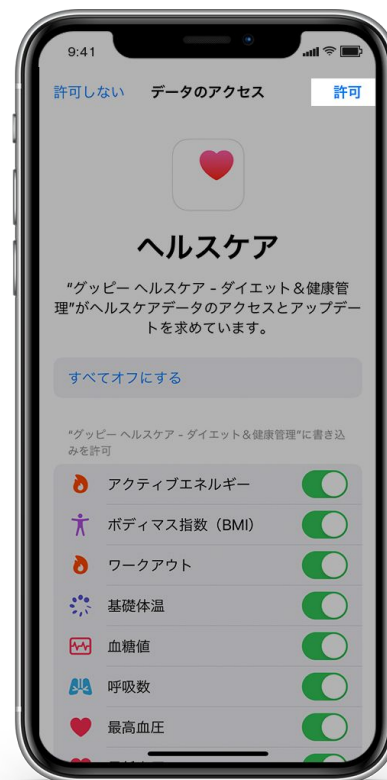 9:41
許可しない データのアクセス 許可
ヘルスケア
“グッピー ヘルスケア - ダイエット＆健康管
理”がヘルスケアデータのアクセスとアップデー
トを求めています。
すべてオフにする
“グッピー ヘルスケア - ダイエット＆健康管理”に書き込
みを許可
アクティブエネルギー
ボディマス指数（BMI）
ワークアウト
基礎体温
血糖値
呼吸数
最高血圧